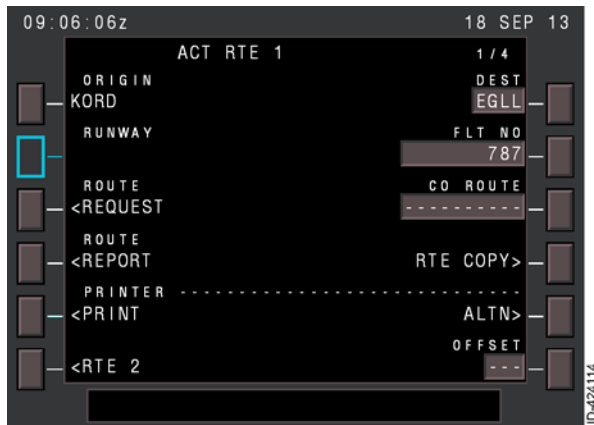 09:06:06z 18 SEP 13
ACT RTE 1 1/4
ORIGIN DEST
KORD EGLL
RUNWAY FLT NO
787
ROUTE CO ROUTE
<REQUEST ----------
ROUTE
<REPORT RTE COPY>
PRINTER ----------------------------
<PRINT ALTN>
OFFSET
<RTE 2 ---
ID-424114